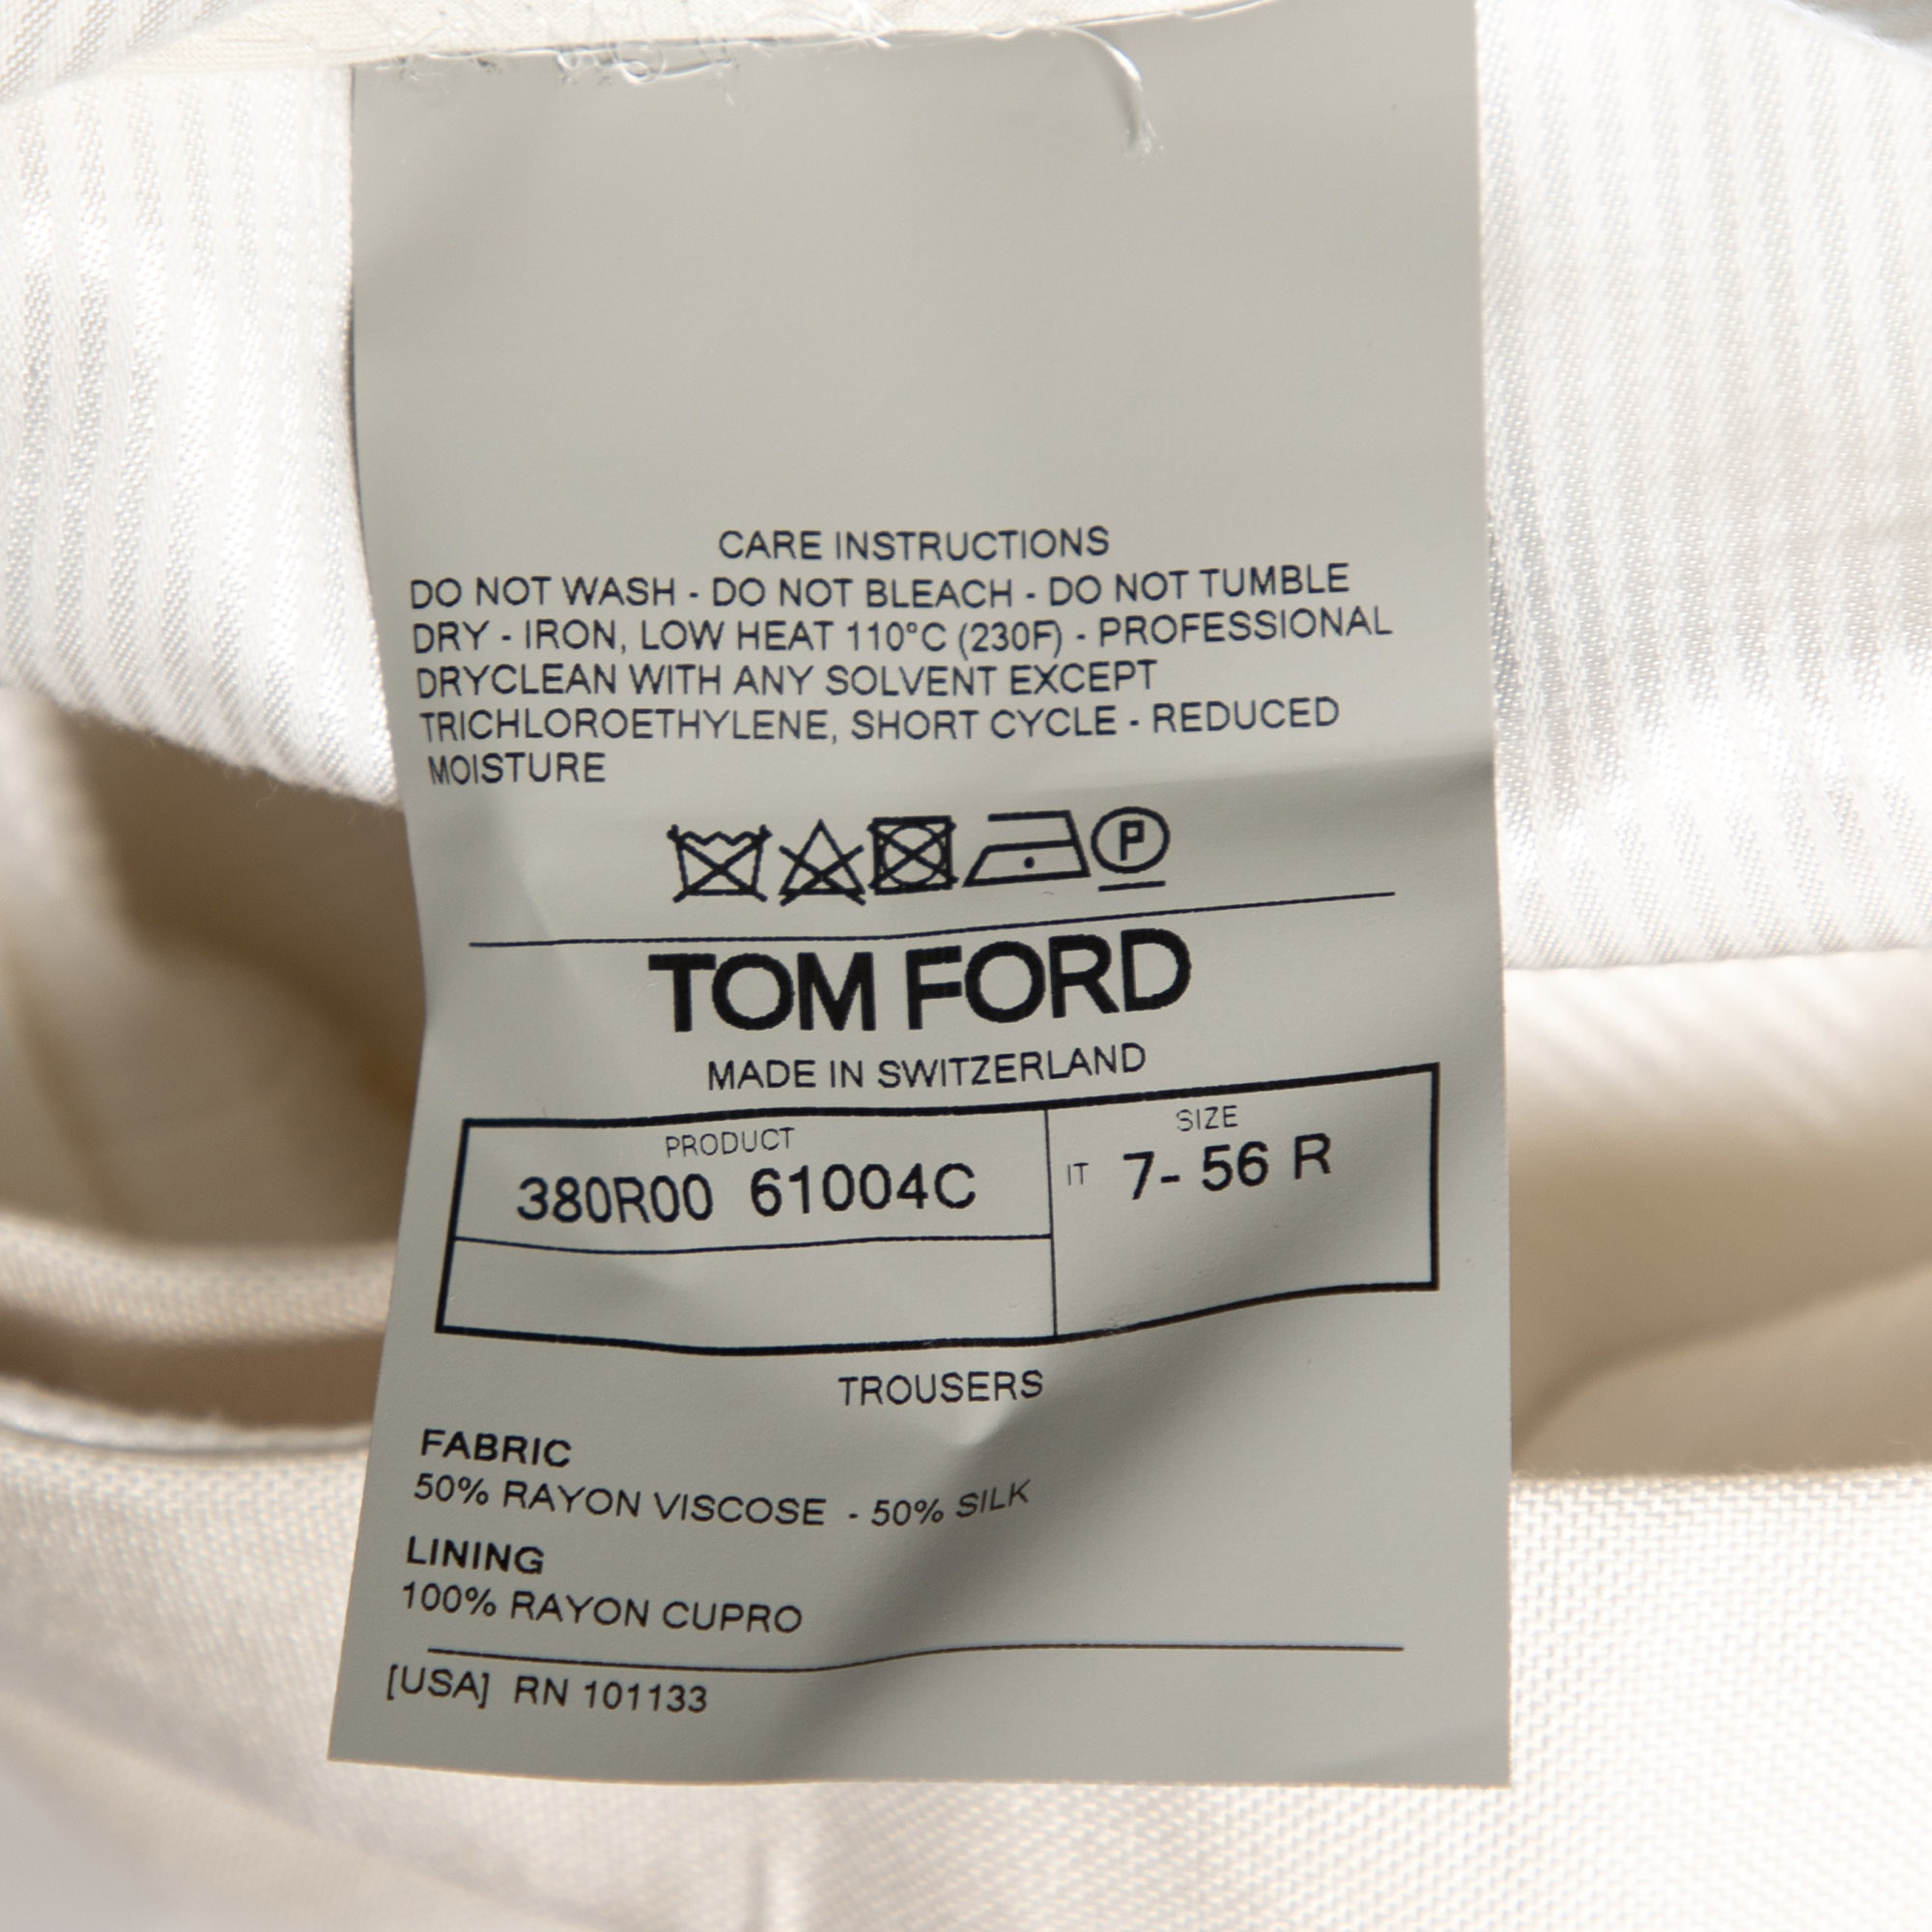 CARE INSTRUCTIONS
DO NOT WASH - DO NOT BLEACH - DO NOT TUMBLE
DRY - IRON, LOW HEAT 110°C (230F) - PROFESSIONAL
DRYCLEAN WITH ANY SOLVENT EXCEPT
TRICHLOROETHYLENE, SHORT CYCLE - REDUCED
MOISTURE
P
TOM FORD
MADE IN SWITZERLAND
PRODUCT
380R00 61004C
SIZE
IT 7- 56 R
TROUSERS
FABRIC
50% RAYON VISCOSE - 50% SILK
LINING
100% RAYON CUPRO
[USA] RN 101133